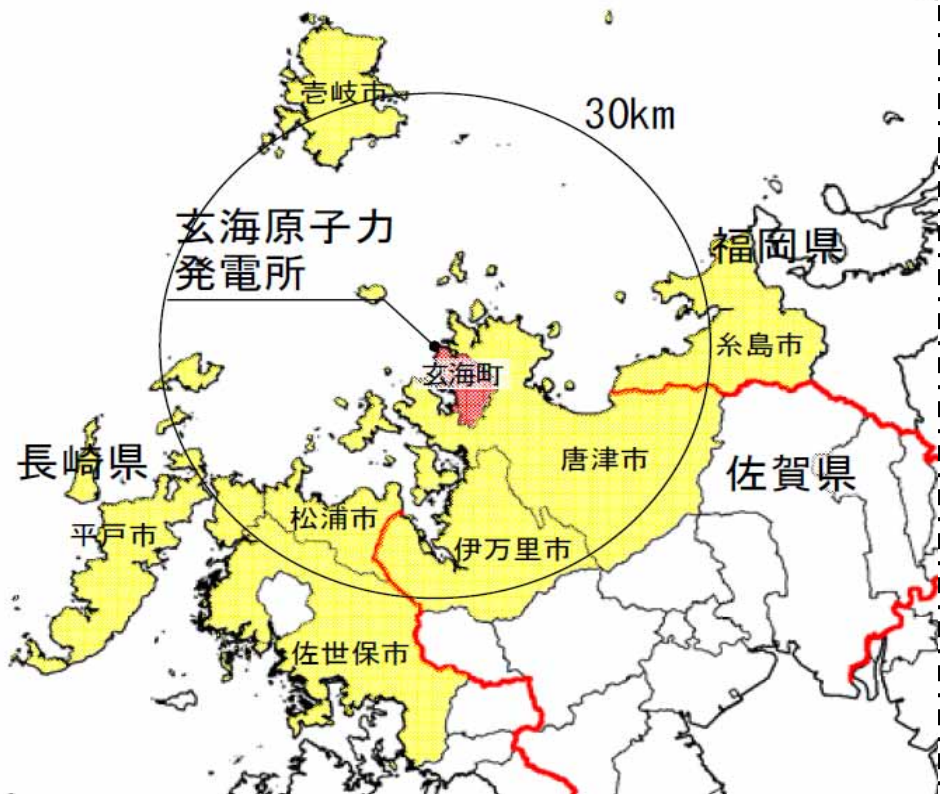 壱岐市
30km
玄海原子力
発電所
福岡県
糸島市
玄海町
唐津市
長崎県
佐賀県
松浦市
平戸市
伊万里市
佐世保市